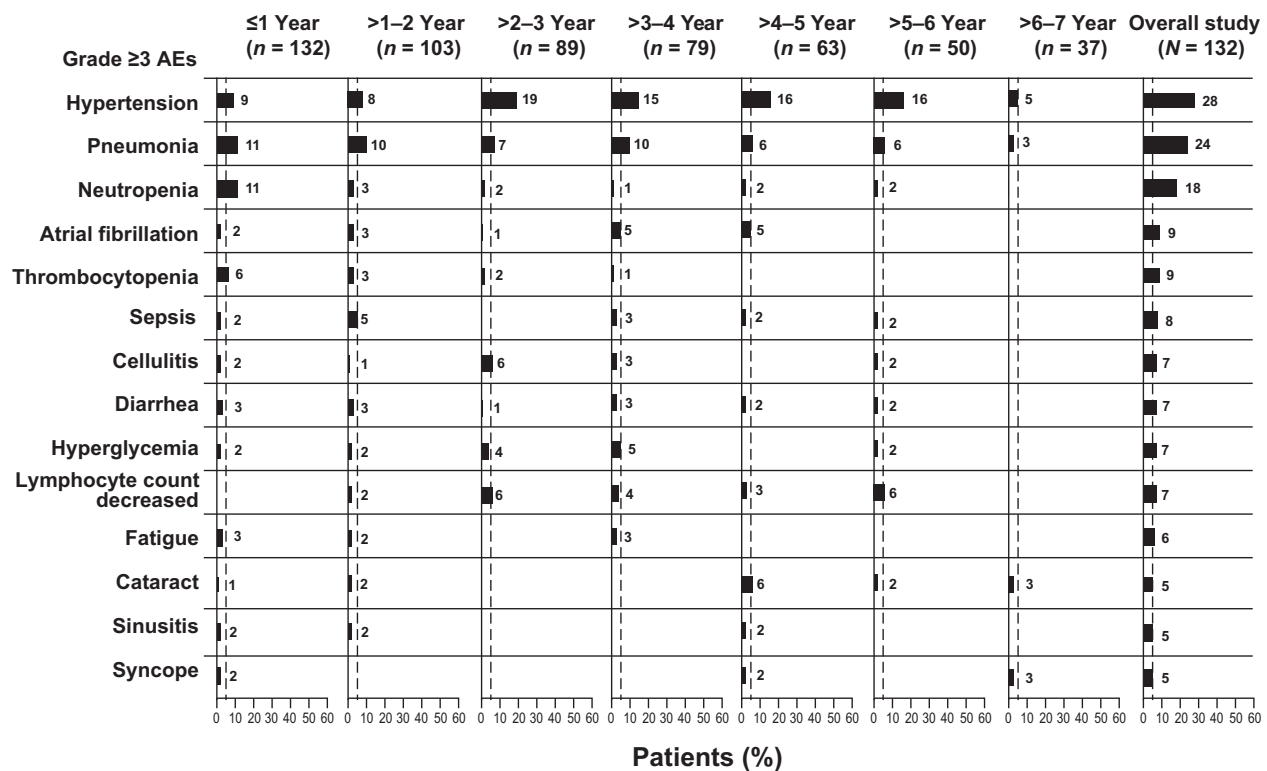 ≤1 Year >1–2 Year >2–3 Year >3–4 Year >4–5 Year >5–6 Year >6–7 Year Overall study
(n = 132) (n = 103) (n = 89) (n = 79) (n = 63) (n = 50) (n = 37) (N = 132)
Grade ≥3 AEs
Hypertension 9 8 19 15 16 16 5 28
Pneumonia 11 10 7 10 6 6 3 24
Neutropenia 11 3 2 1 2 2 18
Atrial fibrillation 2 3 1 5 5 9
Thrombocytopenia 6 3 2 1 9
Sepsis 2 5 3 2 2 8
Cellulitis 2 1 6 3 2 7
Diarrhea 3 3 1 3 2 2 7
Hyperglycemia 2 2 4 5 2 7
Lymphocyte count
decreased 2 6 4 3 6 7
Fatigue 3 2 3 6
Cataract 1 2 6 2 3 5
Sinusitis 2 2 2 5
Syncope 2 2 3 5
0 10 20 30 40 50 60 0 10 20 30 40 50 60 0 10 20 30 40 50 60 0 10 20 30 40 50 60 0 10 20 30 40 50 60 0 10 20 30 40 50 60 0 10 20 30 40 50 60 0 10 20 30 40 50 60
Patients (%)